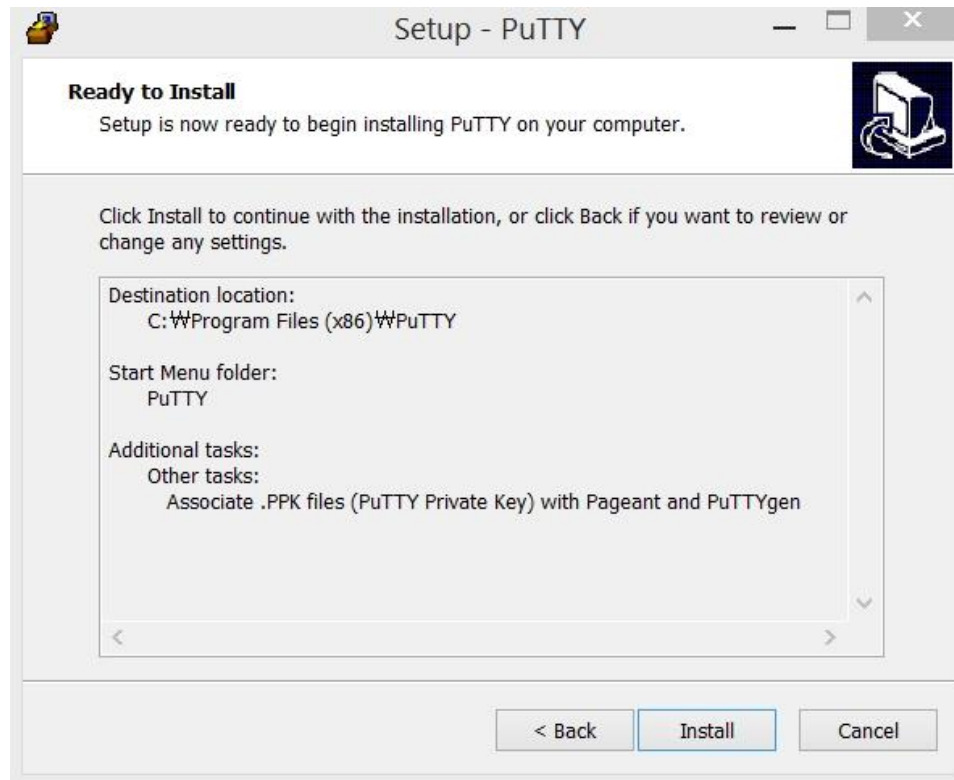 Setup - PuTTY
Ready to Install
Setup is now ready to begin installing PuTTY on your computer.
Click Install to continue with the installation, or click Back if you want to review or
change any settings.
Destination location:
C:₩Program Files (x86)₩PuTTY
Start Menu folder:
PuTTY
Additional tasks:
Other tasks:
Associate .PPK files (PuTTY Private Key) with Pageant and PuTTYgen
< Back Install Cancel